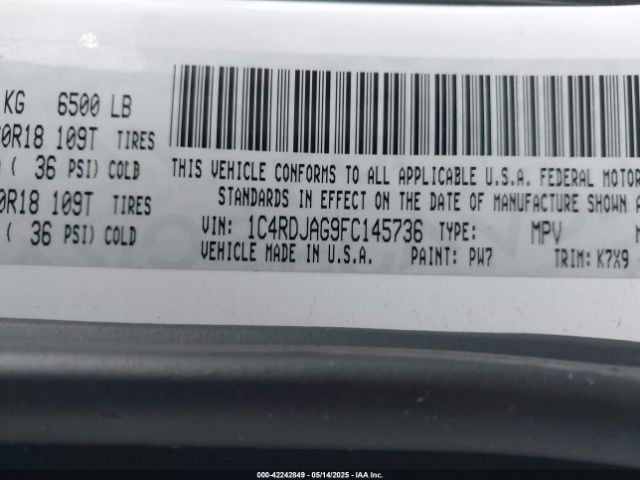 KG 6500 LB
0R18 109T TIRES
( 36 PSI) COLD
0R18 109T TIRES
( 36 PSI) COLD
THIS VEHICLE CONFORMS TO ALL APPLICABLE U.S.A. FEDERAL MOTOR
STANDARDS IN EFFECT ON THE DATE OF MANUFACTURE SHOWN
VIN: 1C4RDJAG9FC145736 TYPE: MPV
VEHICLE MADE IN U.S.A. PAINT: PW7 TRIM: K7X9
000-42242849 - 05/14/2025 - IAA Inc.